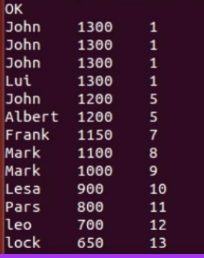 OK
John 1300 1
John 1300 1
John 1300 1
Lui 1300 1
John 1200 5
Albert 1200 5
Frank 1150 7
Mark 1100 8
Mark 1000 9
Lesa 900 10
Pars 800 11
leo 700 12
lock 650 13